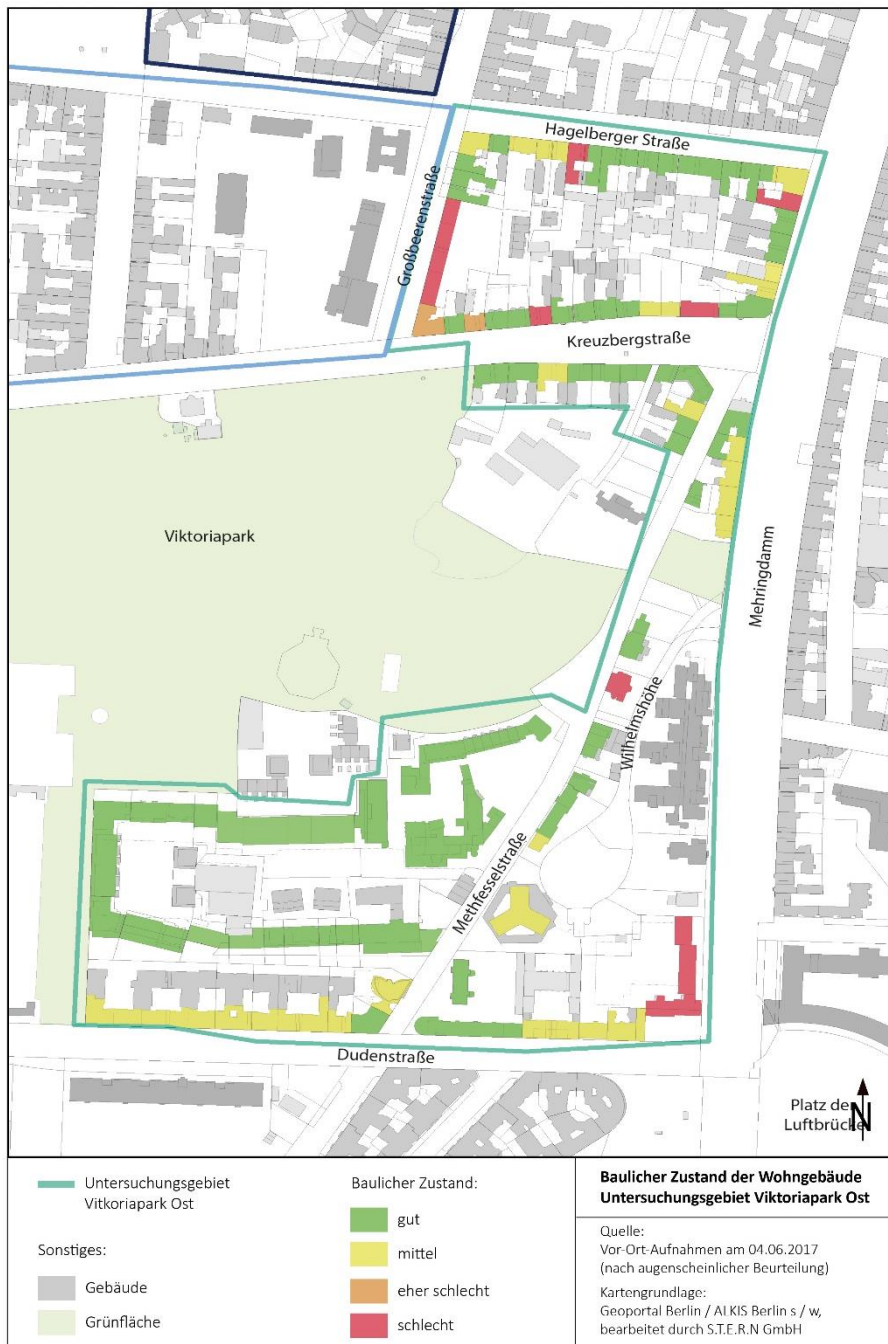 Hagelberger Straße
Großbeerenstraße
Kreuzbergstraße
Viktoriapark
Mehringdamm
Wilhelmshöhe
Methfesselstraße
Dudenstraße
Platz der
Luftbrücke
N
Untersuchungsgebiet
Vitkoriapark Ost
Sonstiges:
Gebäude
Grünfläche
Baulicher Zustand:
gut
mittel
eher schlecht
schlecht
Baulicher Zustand der Wohngebäude
Untersuchungsgebiet Viktoriapark Ost
Quelle:
Vor-Ort-Aufnahmen am 04.06.2017
(nach augenscheinlicher Beurteilung)
Kartengrundlage:
Geoportal Berlin / ALKIS Berlin s / w,
bearbeitet durch S.T.E.R.N GmbH